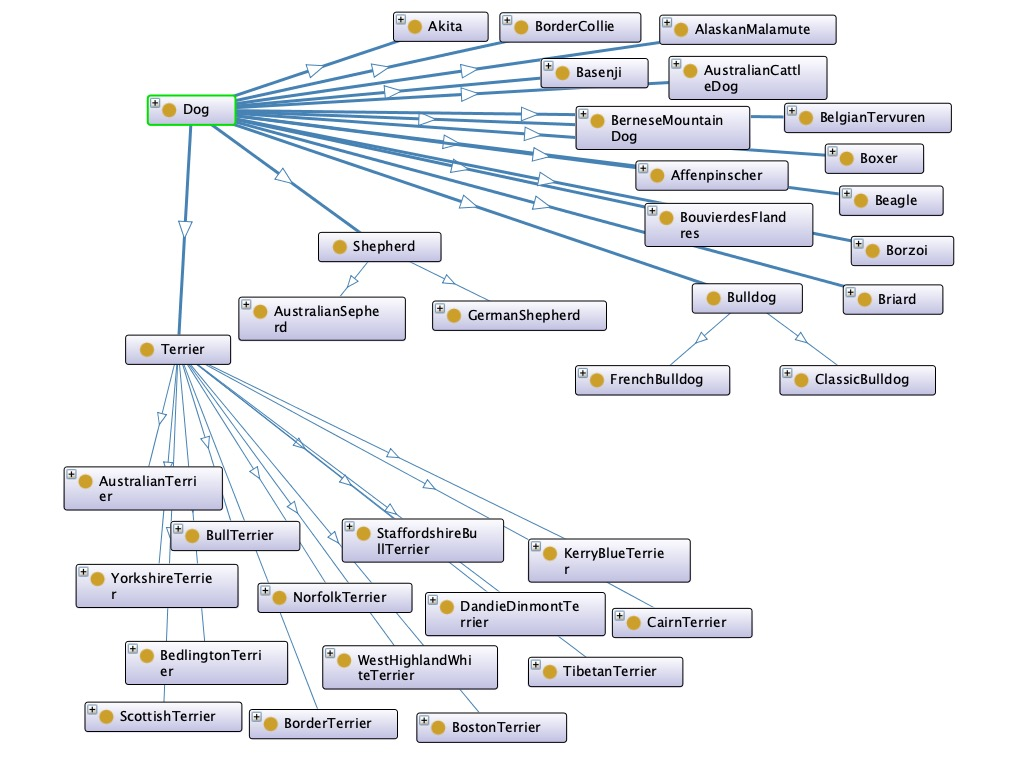 Akita
BorderCollie
AlaskanMalamute
Basenji
AustralianCattl
eDog
Dog
BerneseMountain
Dog
BelgianTervuren
Boxer
Affenpinscher
Beagle
BouvierdesFland
res
Shepherd
Borzoi
Bulldog
Briard
AustralianSephe
rd
GermanShepherd
Terrier
FrenchBulldog
ClassicBulldog
AustralianTerri
er
BullTerrier
StaffordshireBu
llTerrier
KerryBlueTerrie
r
YorkshireTerrie
r
NorfolkTerrier
DandieDinmontTe
rrier
CairnTerrier
BedlingtonTerri
er
WestHighlandWhi
teTerrier
TibetanTerrier
ScottishTerrier
BorderTerrier
BostonTerrier